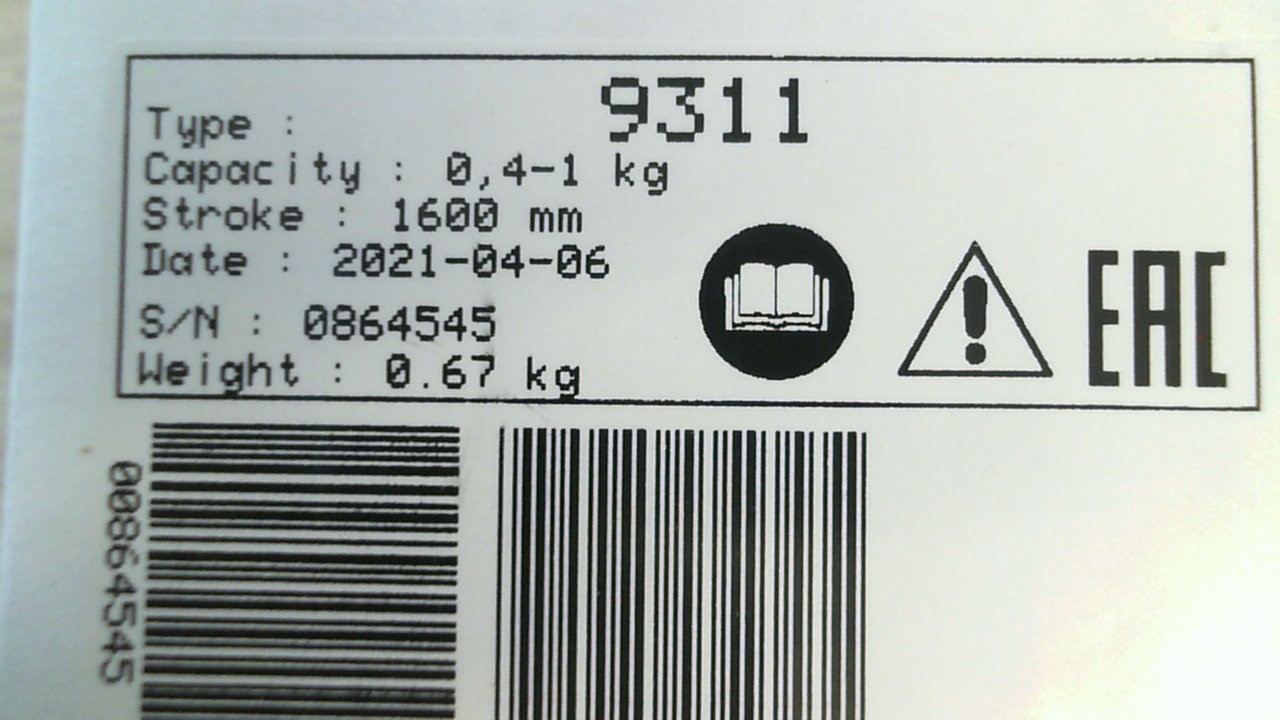 Type : 9311
Capacity : 0,4-1 kg
Stroke : 1600 mm
Date : 2021-04-06
S/N : 0864545
Weight : 0.67 kg
EAC
00864545